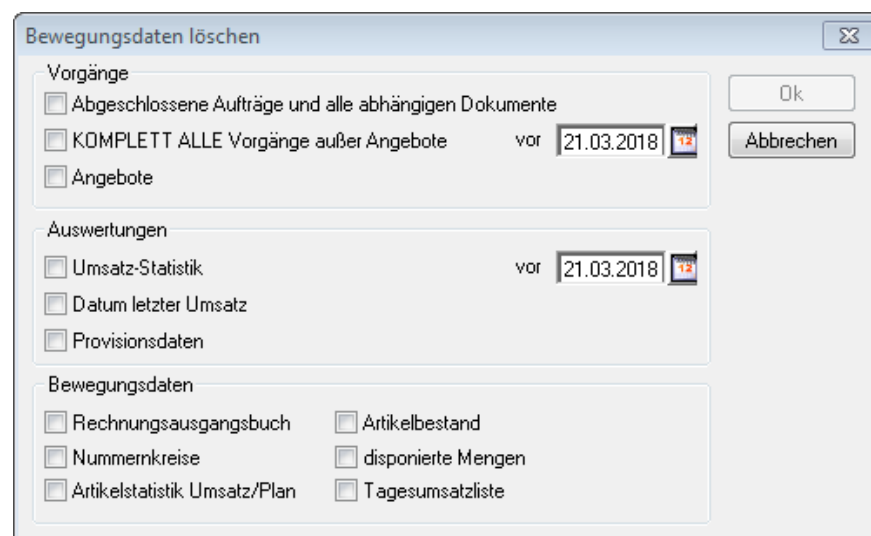 Bewegungsdaten löschen
Vorgänge
Abgeschlossene Aufträge und alle abhängigen Dokumente
Ok
KOMPLETT ALLE Vorgänge außer Angebote vor 21.03.2018 12
Abbrechen
Angebote
Auswertungen
Umsatz-Statistik vor 21.03.2018 12
Datum letzter Umsatz
Provisionsdaten
Bewegungsdaten
Rechnungsausgangsbuch Artikelbestand
Nummernkreise disponierte Mengen
Artikelstatistik Umsatz/Plan Tagesumsatzliste